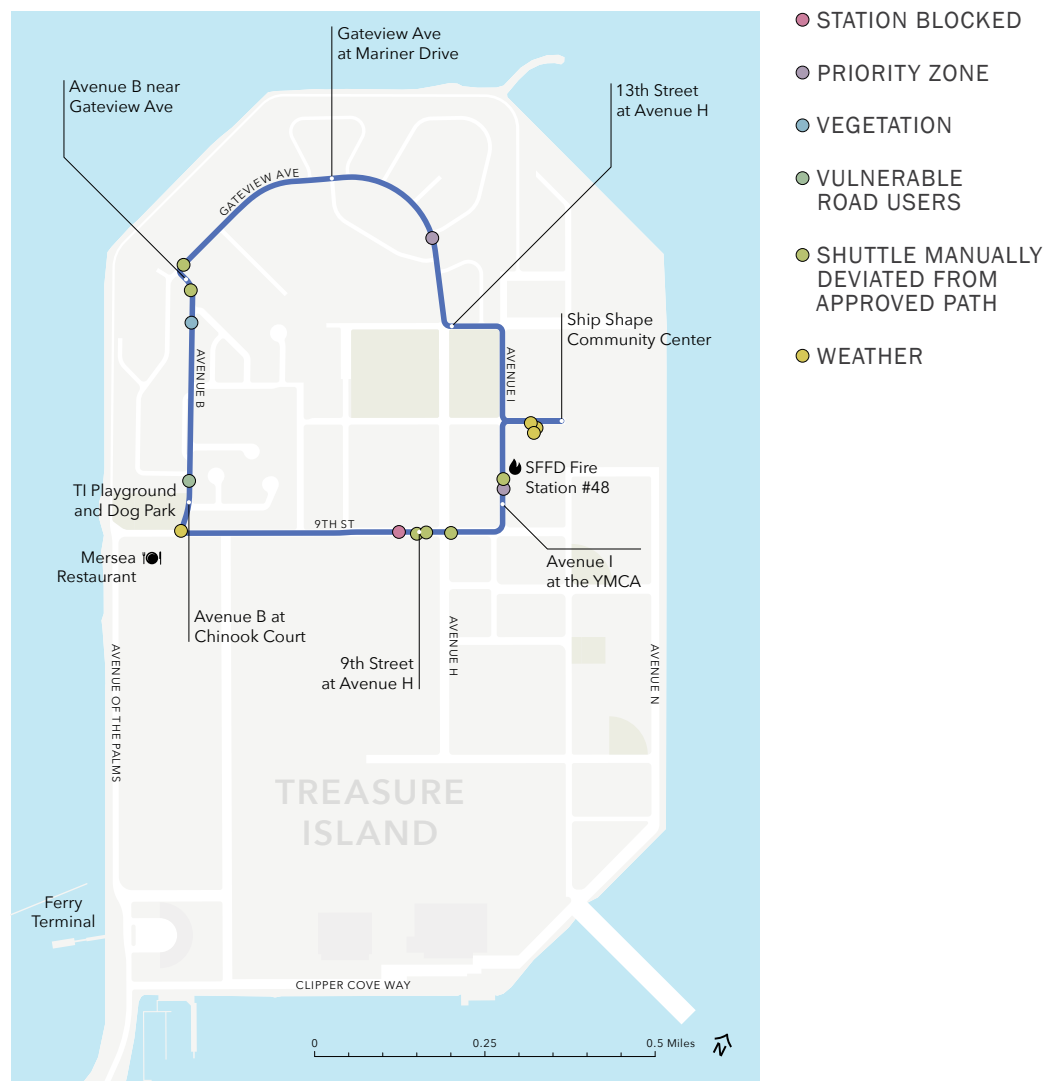 Gateview Ave
at Mariner Drive
Avenue B near
Gateview Ave
13th Street
at Avenue H
GATEVIEW AVE
Ship Shape
Community Center
AVENUE B
AVENUE I
SFFD Fire
Station #48
TI Playground
and Dog Park
9TH ST
Mersea
Restaurant
Avenue I
at the YMCA
Avenue B at
Chinook Court
9th Street
at Avenue H
AVENUE H
AVENUE N
AVENUE OF THE PALMS
TREASURE
ISLAND
Ferry
Terminal
CLIPPER COVE WAY
0 0.25 0.5 Miles
N
STATION BLOCKED
PRIORITY ZONE
VEGETATION
VULNERABLE
ROAD USERS
SHUTTLE MANUALLY
DEVIATED FROM
APPROVED PATH
WEATHER